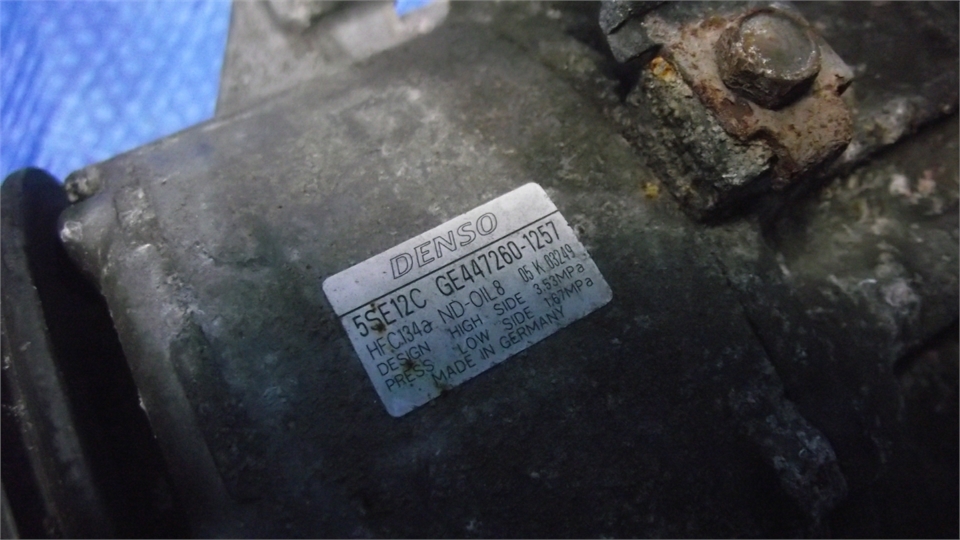 DENSO
5SE12C GE447260-1257
HFC134a ND-OIL8 05 K 03249
DESIGN HIGH SIDE 3.53MPa
PRESS LOW SIDE 1.67MPa
MADE IN GERMANY